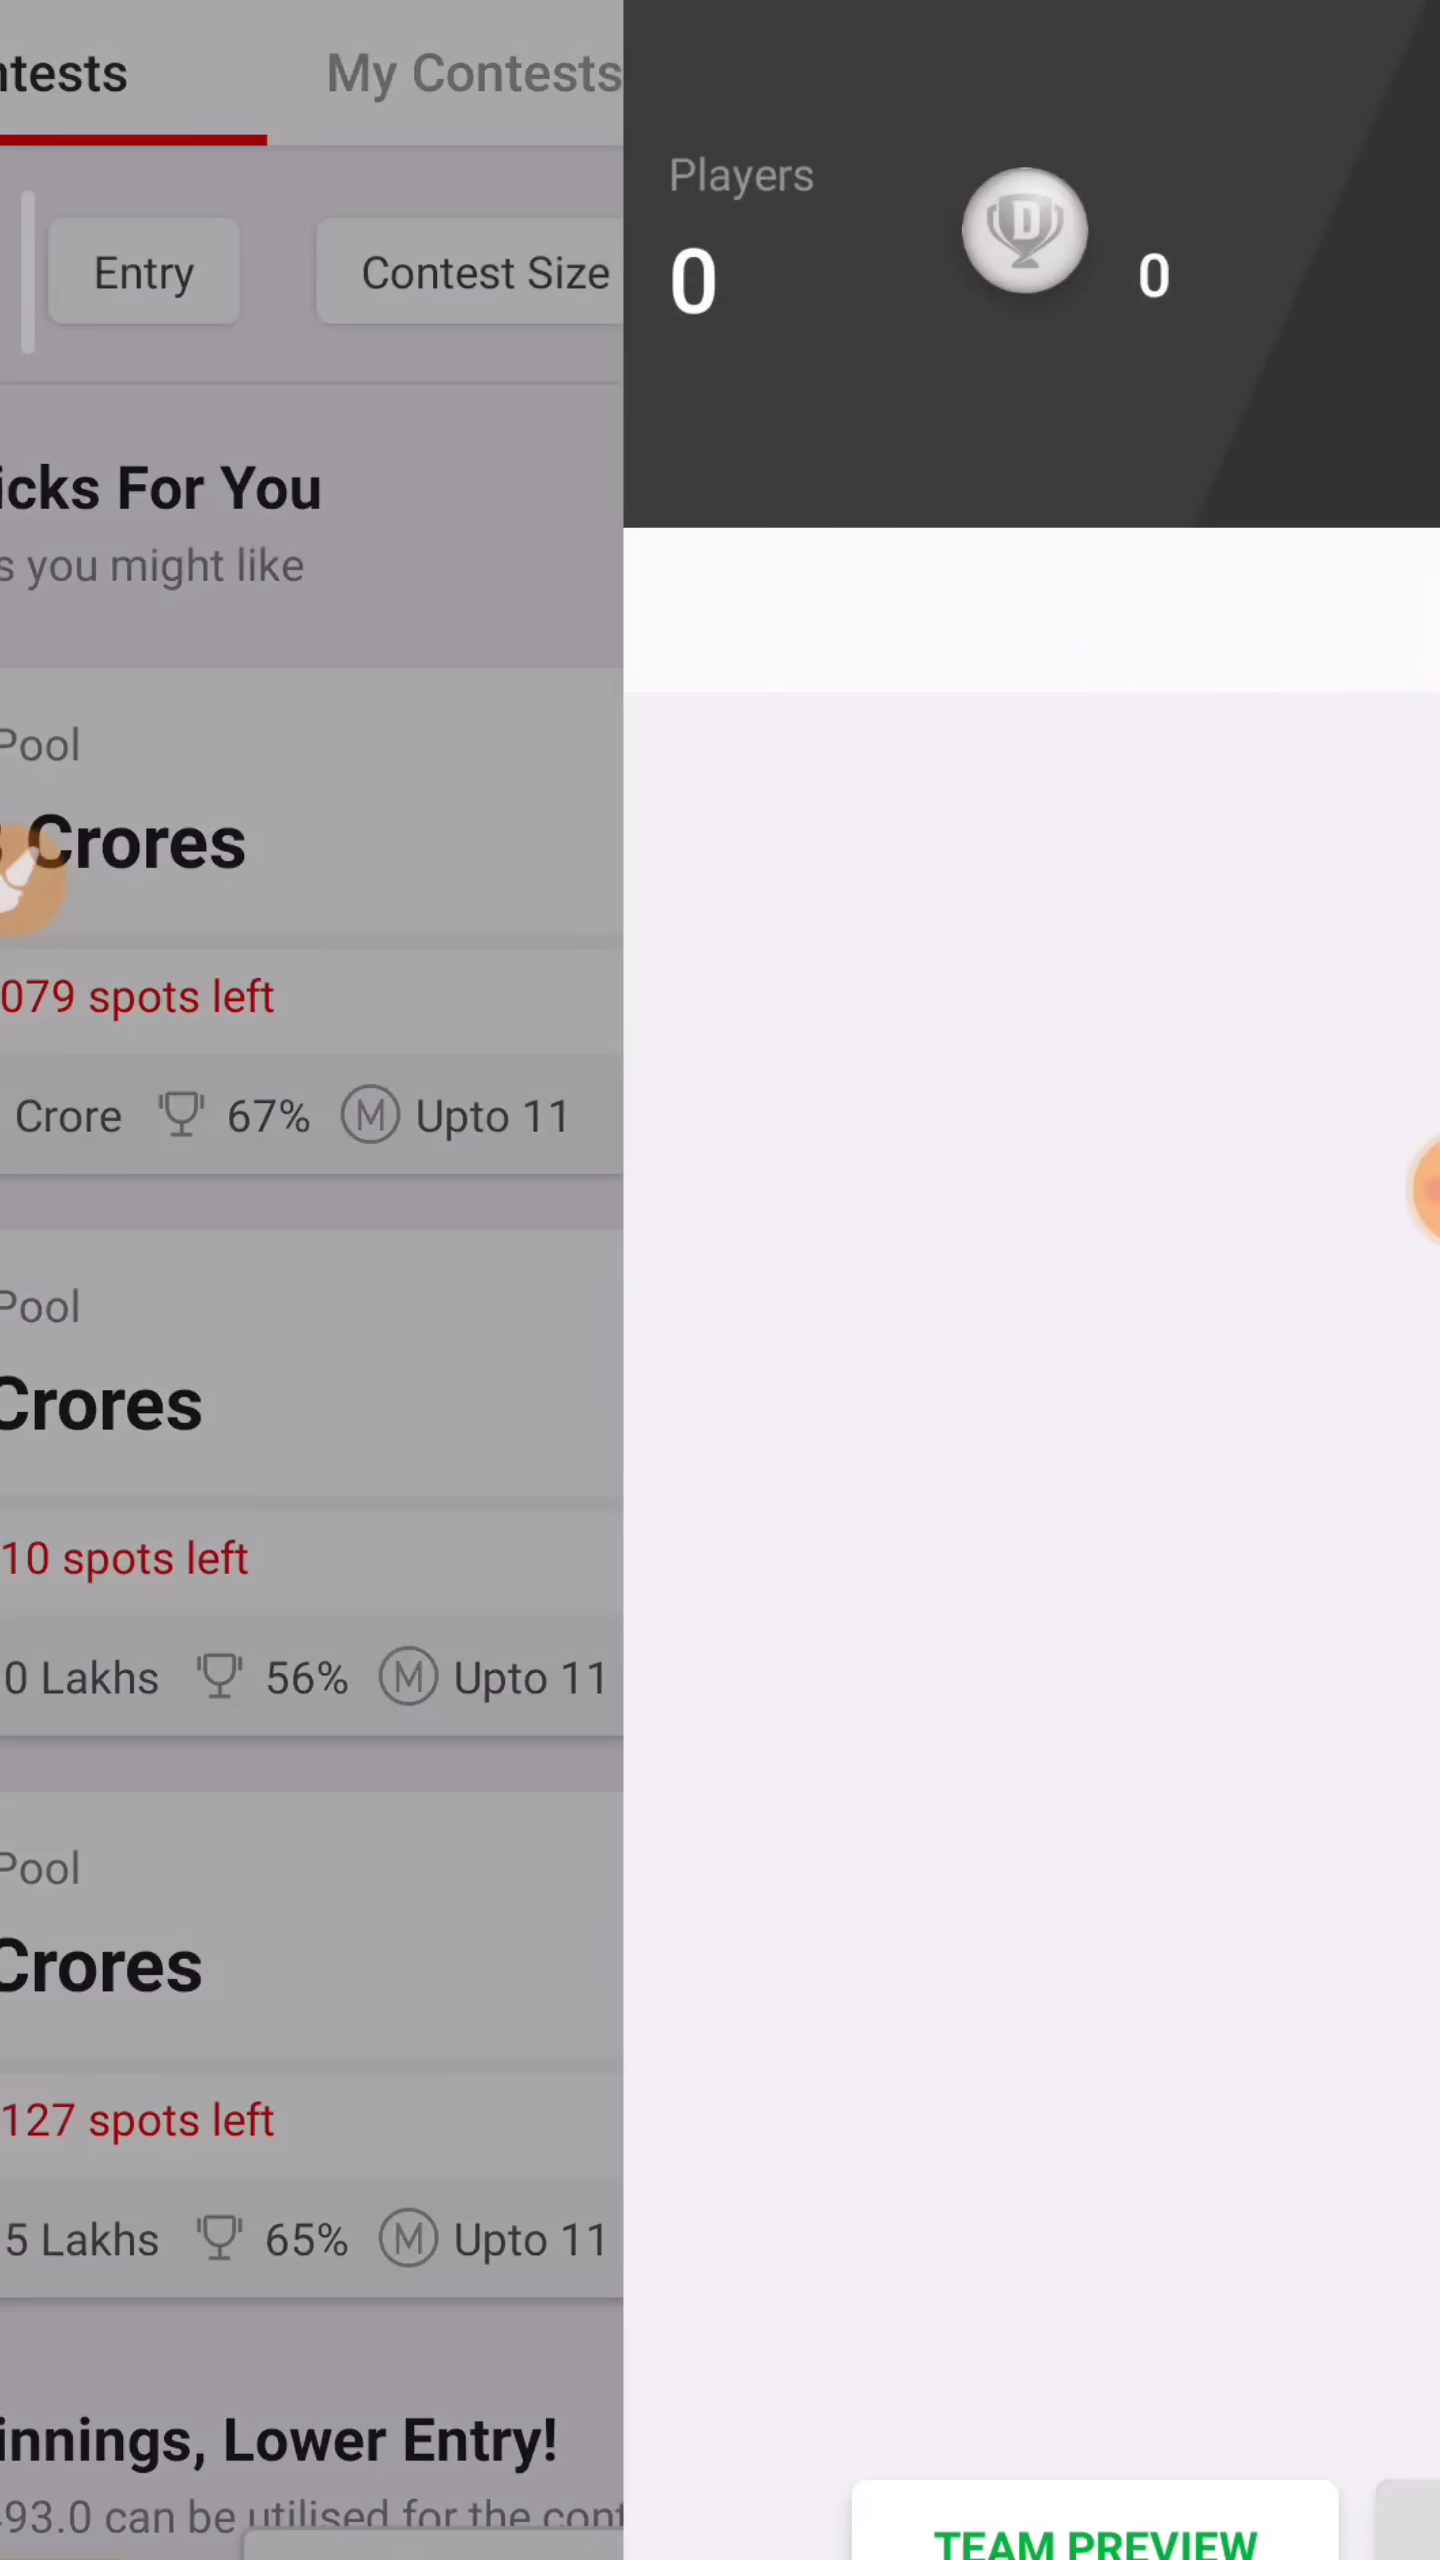 ntests
My Contests
Entry
Contest Size
icks For You
s you might like
Pool
Crores
079 spots left
Crore 67% M Upto 11
Pool
Crores
10 spots left
0 Lakhs 56% M Upto 11
Pool
Crores
127 spots left
5 Lakhs 65% M Upto 11
innings, Lower Entry!
493.0 can be utilised for the cont
Players
0
D
0
TEAM PREVIEW